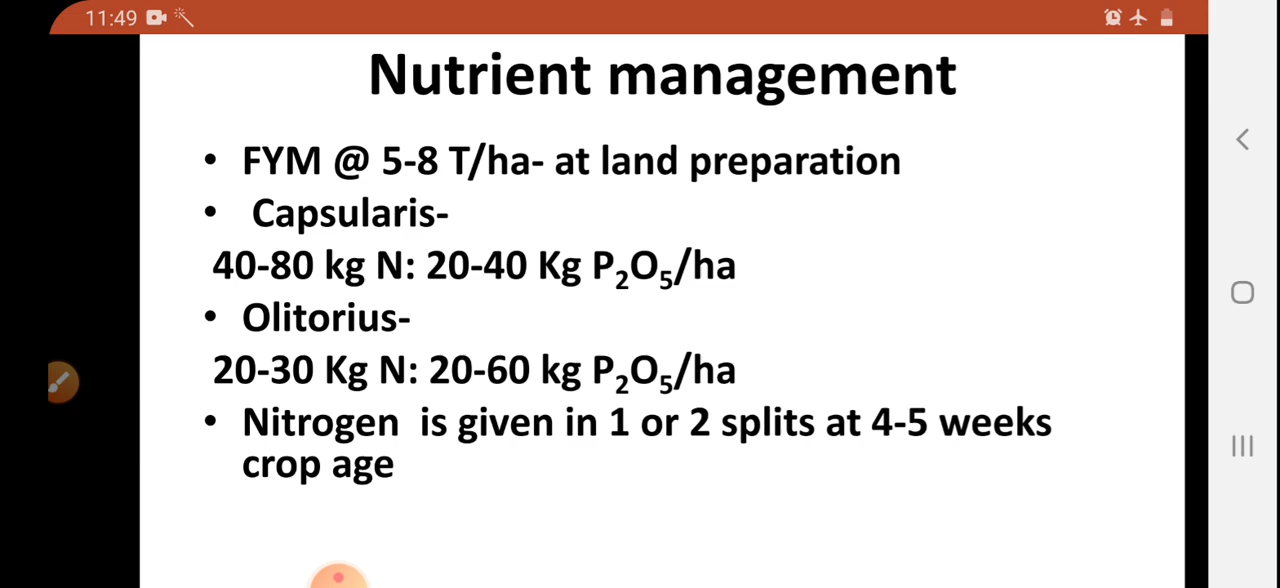 11:49
Nutrient management
• FYM @ 5-8 T/ha- at land preparation
• Capsularis-
40-80 kg N: 20-40 Kg P₂O₅/ha
• Olitorius-
20-30 Kg N: 20-60 kg P₂O₅/ha
• Nitrogen is given in 1 or 2 splits at 4-5 weeks
crop age